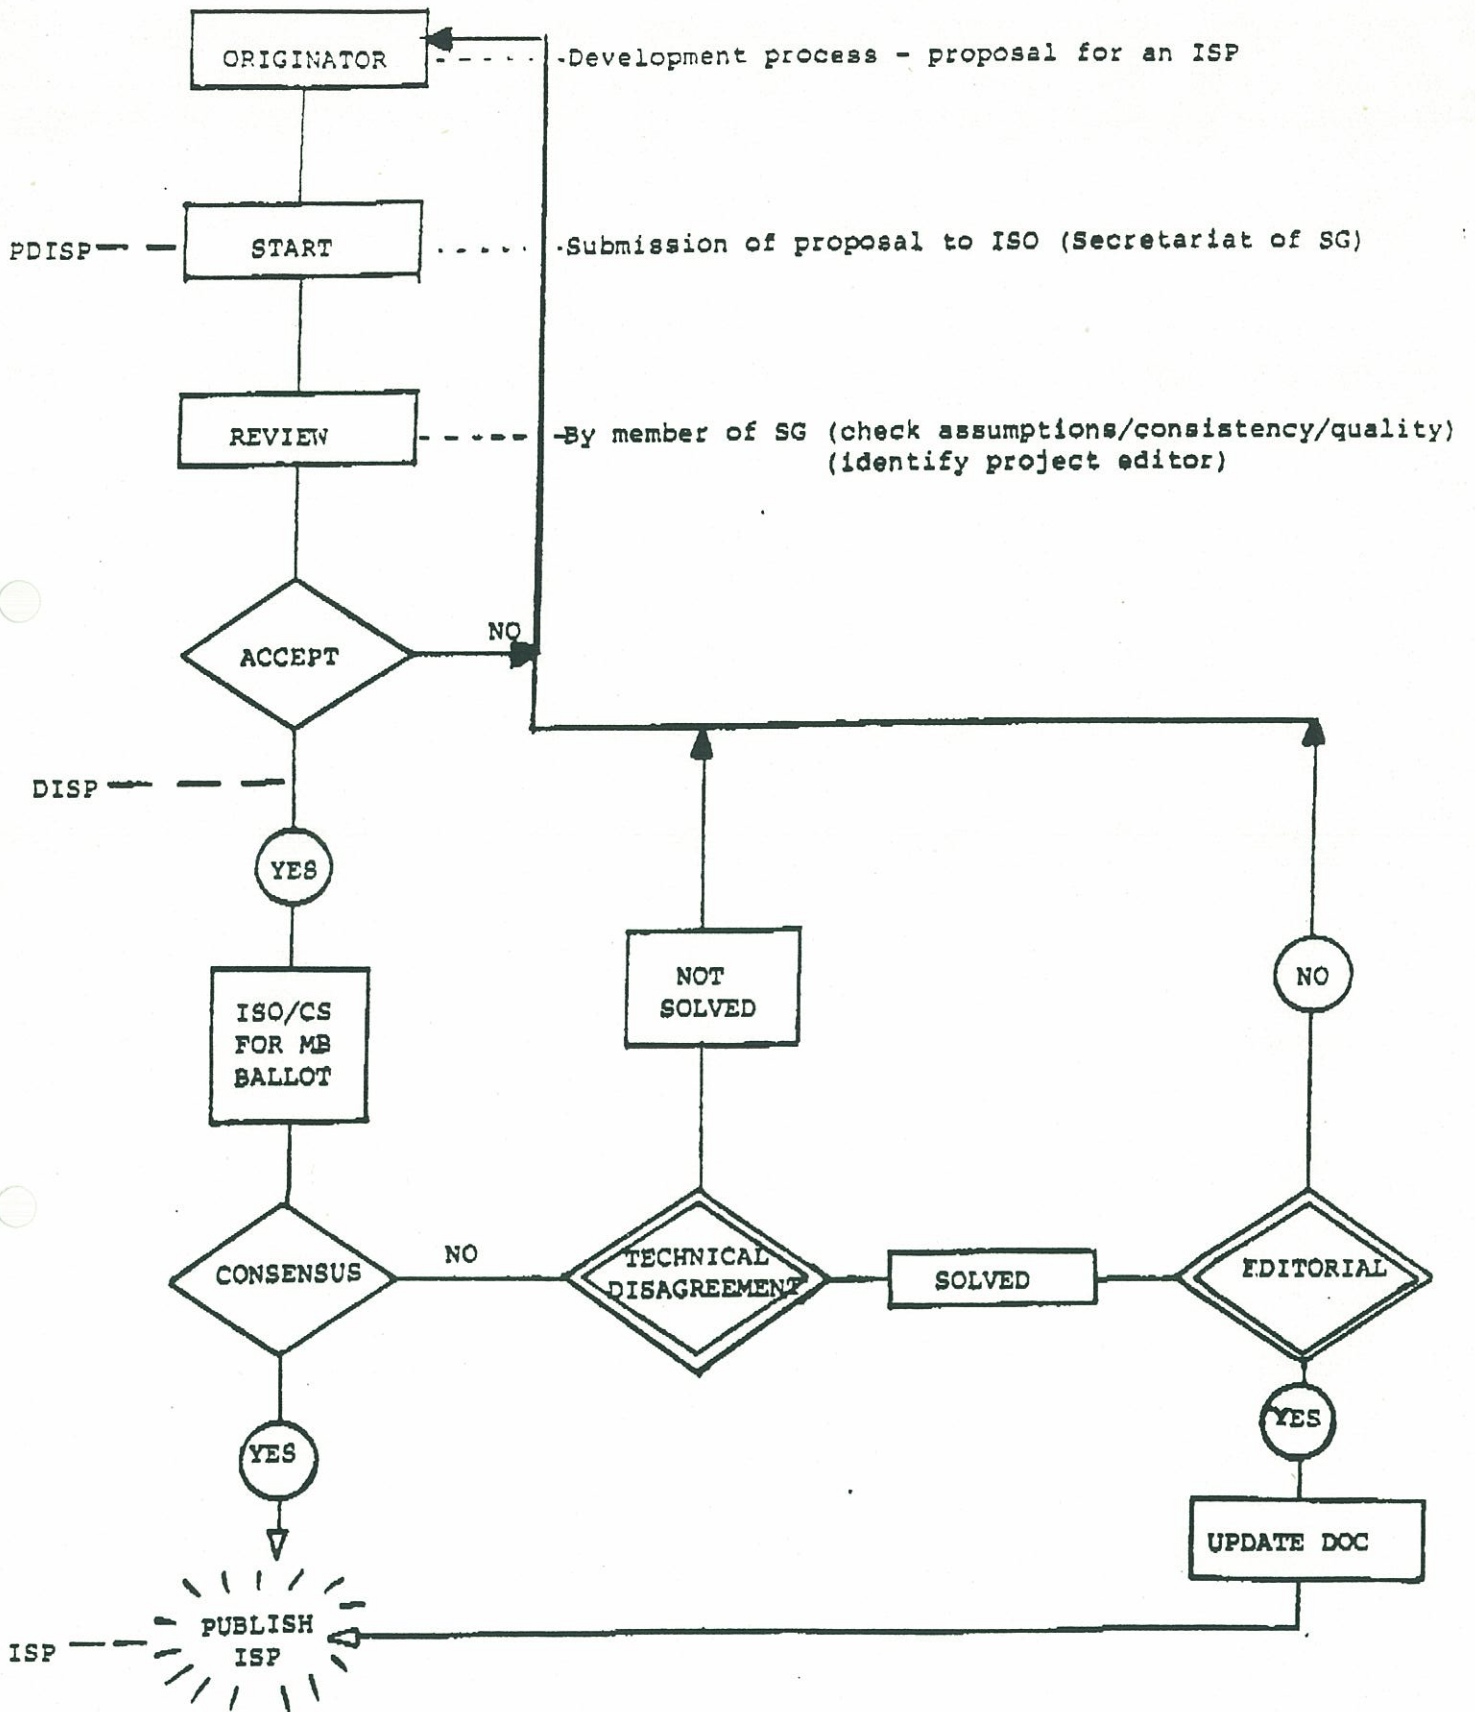 ORIGINATOR
Development process - proposal for an ISP
PDISP
START
Submission of proposal to ISO (Secretariat of SG)
REVIEW
By member of SG (check assumptions/consistency/quality)
(identify project editor)
NO
ACCEPT
DISP
YES
ISO/CS
FOR MB
BALLOT
NOT
SOLVED
NO
CONSENSUS
NO
TECHNICAL
DISAGREEMENT
SOLVED
EDITORIAL
YES
YES
UPDATE DOC
PUBLISH
ISP
ISP